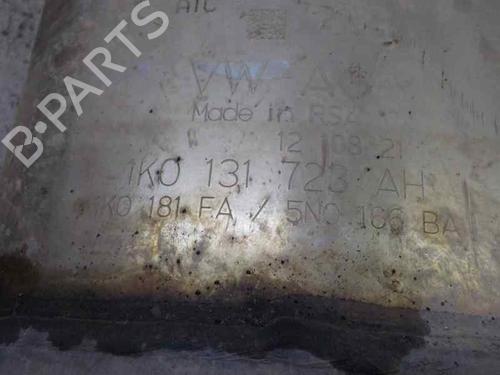 ATC
VW-AG
Made in RSA
12 08 21
1K0 131 723 AH
1K0 181 FA / 5N0 166 BA
B-PARTS